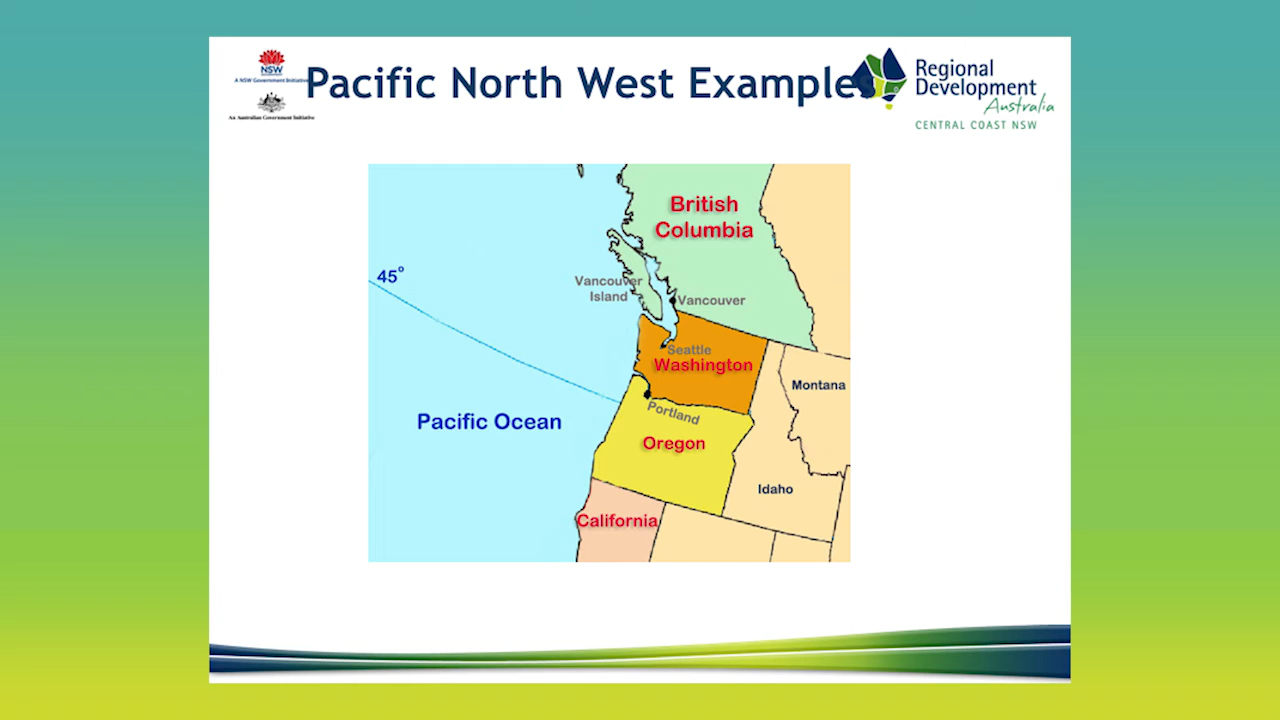 NSW
A NSW Government Initiative
An Australian Government Initiative
Pacific North West Examples
Regional
Development
Australia
CENTRAL COAST NSW
British
Columbia
45°
Vancouver
Island
Vancouver
Seattle
Washington
Montana
Portland
Pacific Ocean
Oregon
Idaho
California